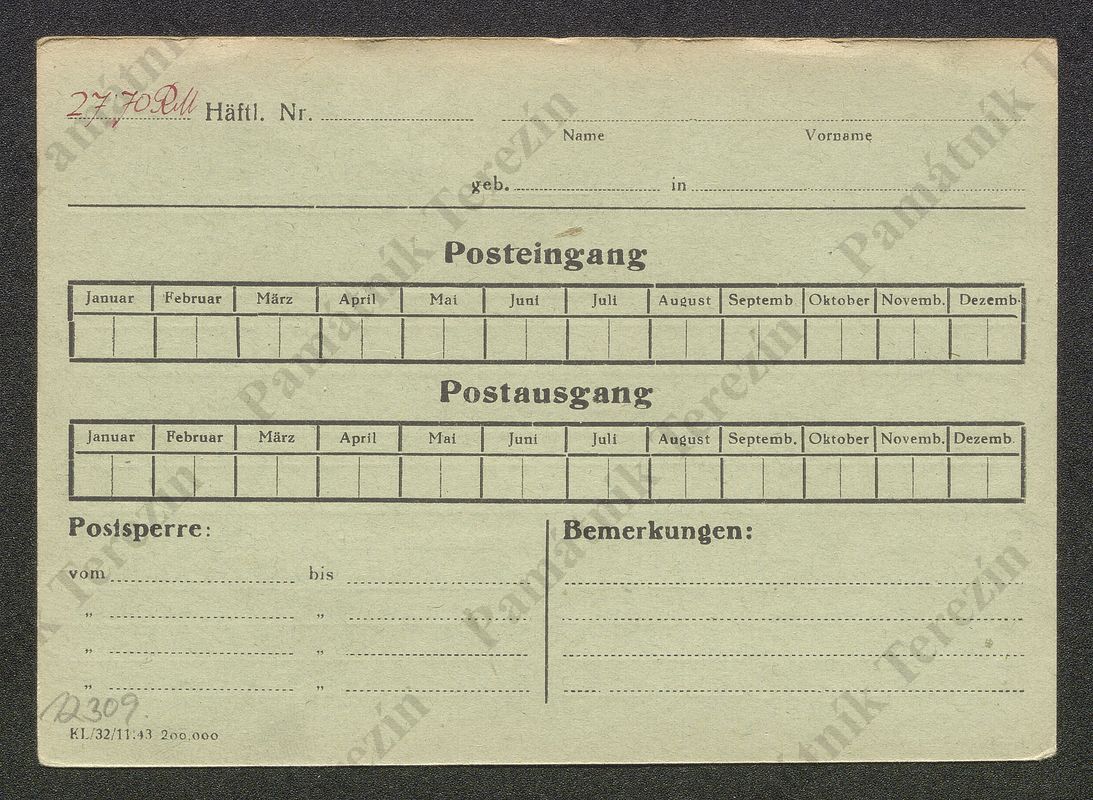 27,70 RM Häftl. Nr.
Name Vorname
geb. in
Posteingang
Januar Februar März April Mai Juni Juli August Septemb. Oktober Novemb. Dezemb.
Postausgang
Januar Februar März April Mai Juni Juli August Septemb. Oktober Novemb. Dezemb.
Postsperre: Bemerkungen:
vom bis
„ „
„ „
„ „
309.
KL/32/11.43 200.000
Památník Terezín